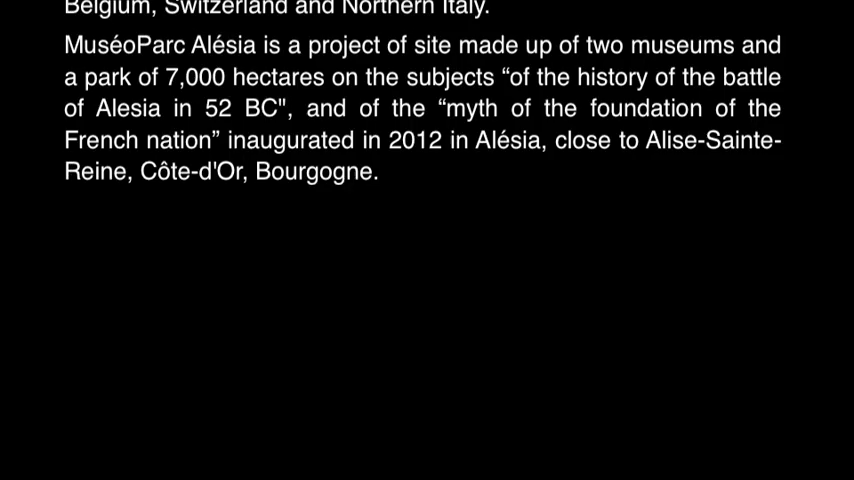 Belgium, Switzerland and Northern Italy.
MuséoParc Alésia is a project of site made up of two museums and
a park of 7,000 hectares on the subjects “of the history of the battle
of Alesia in 52 BC", and of the “myth of the foundation of the
French nation” inaugurated in 2012 in Alésia, close to Alise-Sainte-
Reine, Côte-d'Or, Bourgogne.